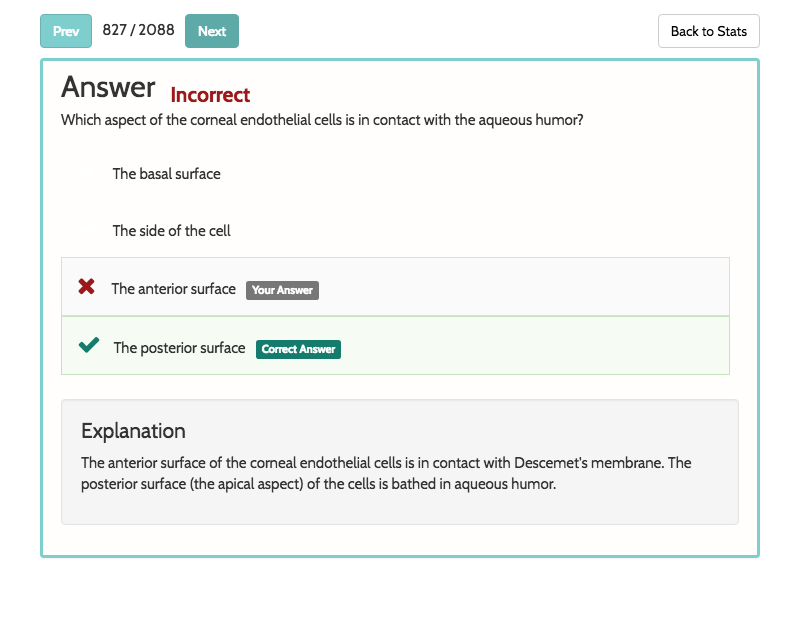 Prev 827 / 2088 Next Back to Stats
Answer Incorrect
Which aspect of the corneal endothelial cells is in contact with the aqueous humor?
The basal surface
The side of the cell
The anterior surface Your Answer
The posterior surface Correct Answer
Explanation
The anterior surface of the corneal endothelial cells is in contact with Descemet's membrane. The
posterior surface (the apical aspect) of the cells is bathed in aqueous humor.